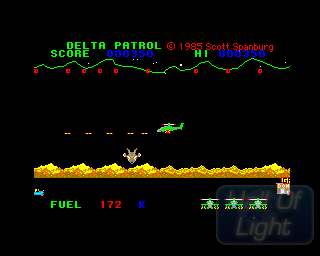 DELTA PATROL © 1985 Scott Spanburg
SCORE 000350 HI 000350
FUEL 172 K
Hall Of
Light